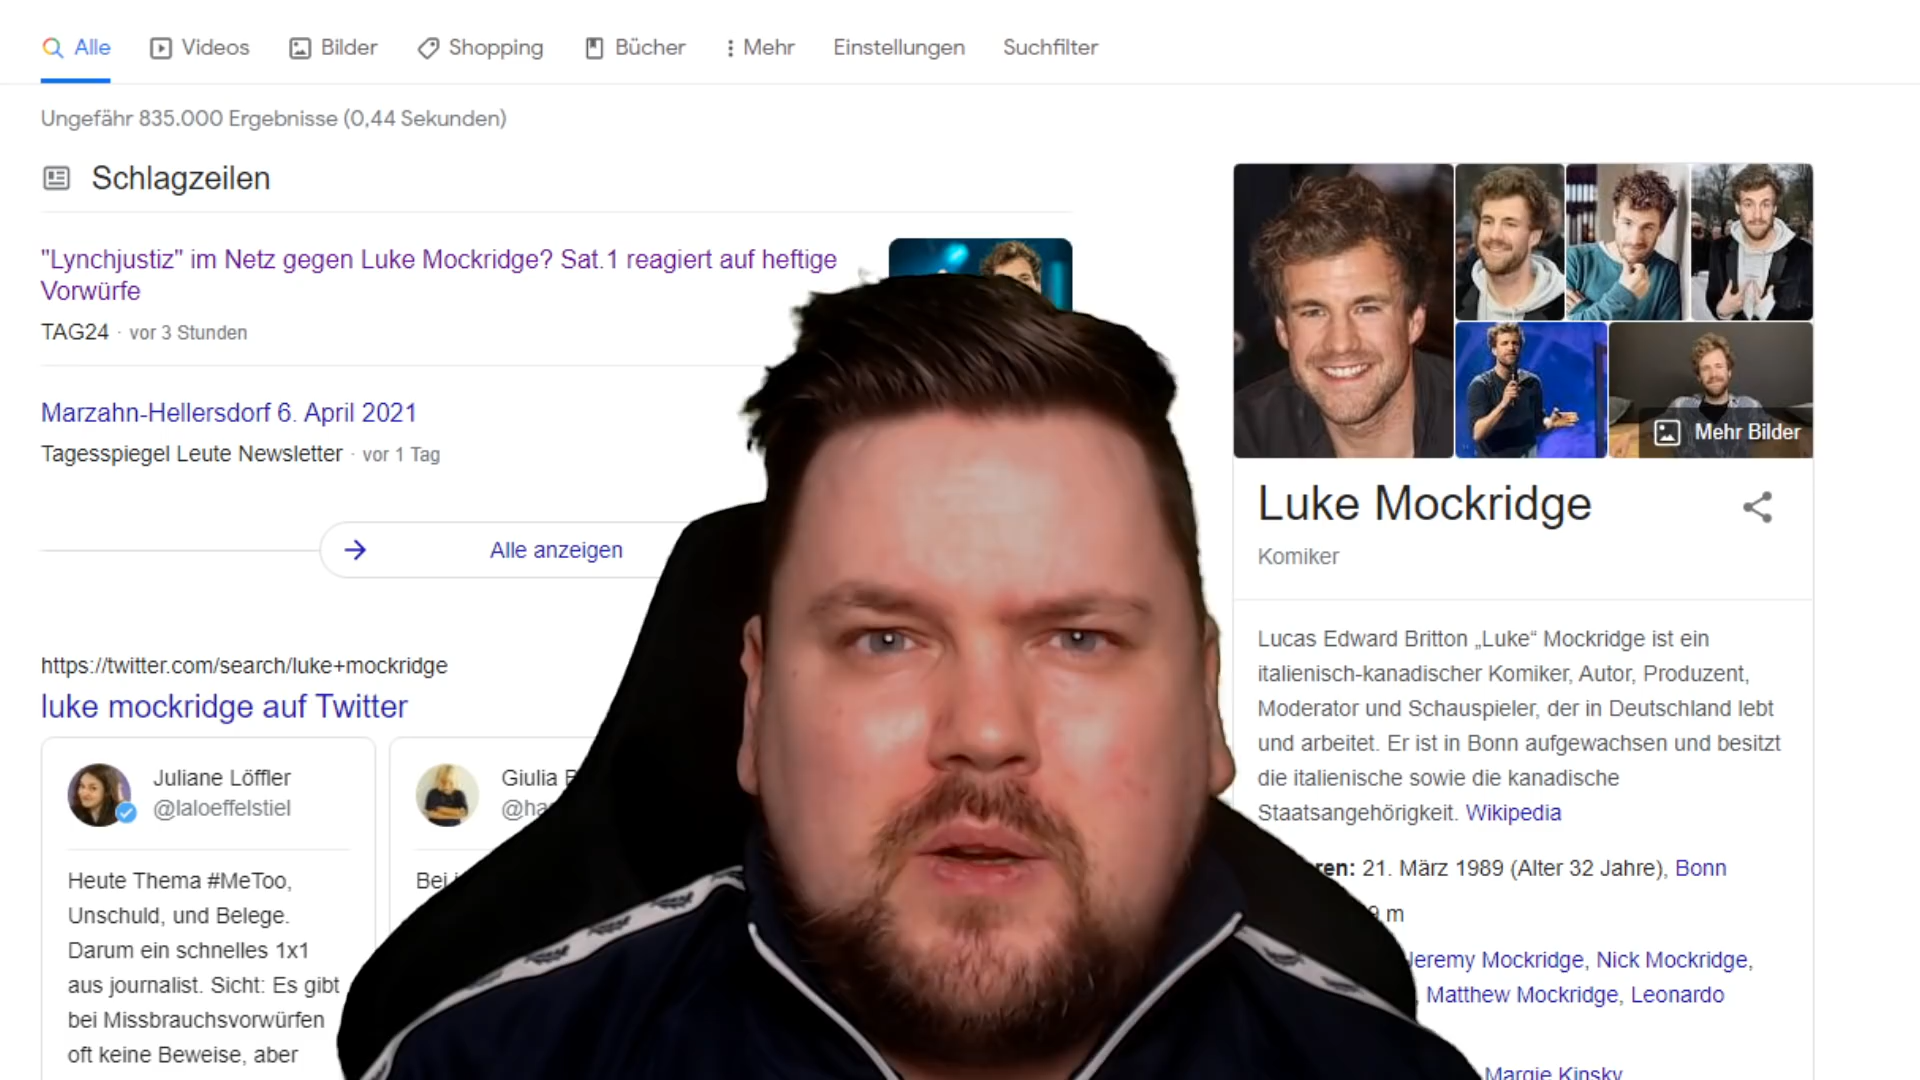 Alle Videos Bilder Shopping Bücher Mehr Einstellungen Suchfilter
Ungefähr 835.000 Ergebnisse (0,44 Sekunden)
Schlagzeilen
"Lynchjustiz" im Netz gegen Luke Mockridge? Sat.1 reagiert auf heftige
Vorwürfe
TAG24 · vor 3 Stunden
Marzahn-Hellersdorf 6. April 2021
Tagesspiegel Leute Newsletter · vor 1 Tag
Alle anzeigen
https://twitter.com/search/luke+mockridge
luke mockridge auf Twitter
Juliane Löffler
@laloeffelstiel
Heute Thema #MeToo,
Unschuld, und Belege.
Darum ein schnelles 1x1
aus journalist. Sicht: Es gibt
bei Missbrauchsvorwürfen
oft keine Beweise, aber
Giulia
Bei
Mehr Bilder
Luke Mockridge
Komiker
Lucas Edward Britton „Luke“ Mockridge ist ein
italienisch-kanadischer Komiker, Autor, Produzent,
Moderator und Schauspieler, der in Deutschland lebt
und arbeitet. Er ist in Bonn aufgewachsen und besitzt
die italienische sowie die kanadische
Staatsangehörigkeit. Wikipedia
ren: 21. März 1989 (Alter 32 Jahre), Bonn
9 m
Jeremy Mockridge, Nick Mockridge,
, Matthew Mockridge, Leonardo
Margie Kinsky